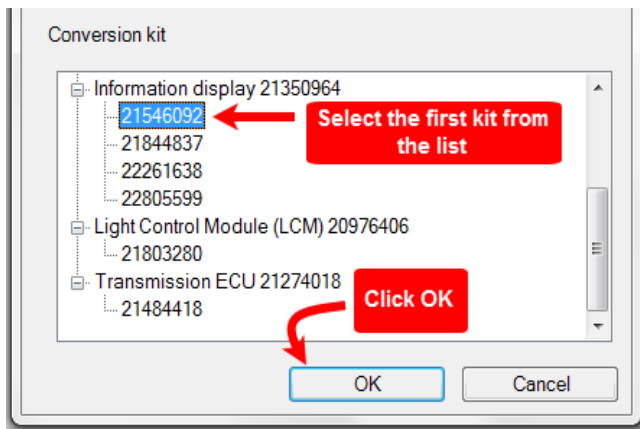 Conversion kit
Information display 21350964
21546092
Select the first kit from
the list
21844837
22261638
22805599
Light Control Module (LCM) 20976406
21803280
Transmission ECU 21274018
21484418
Click OK
OK
Cancel